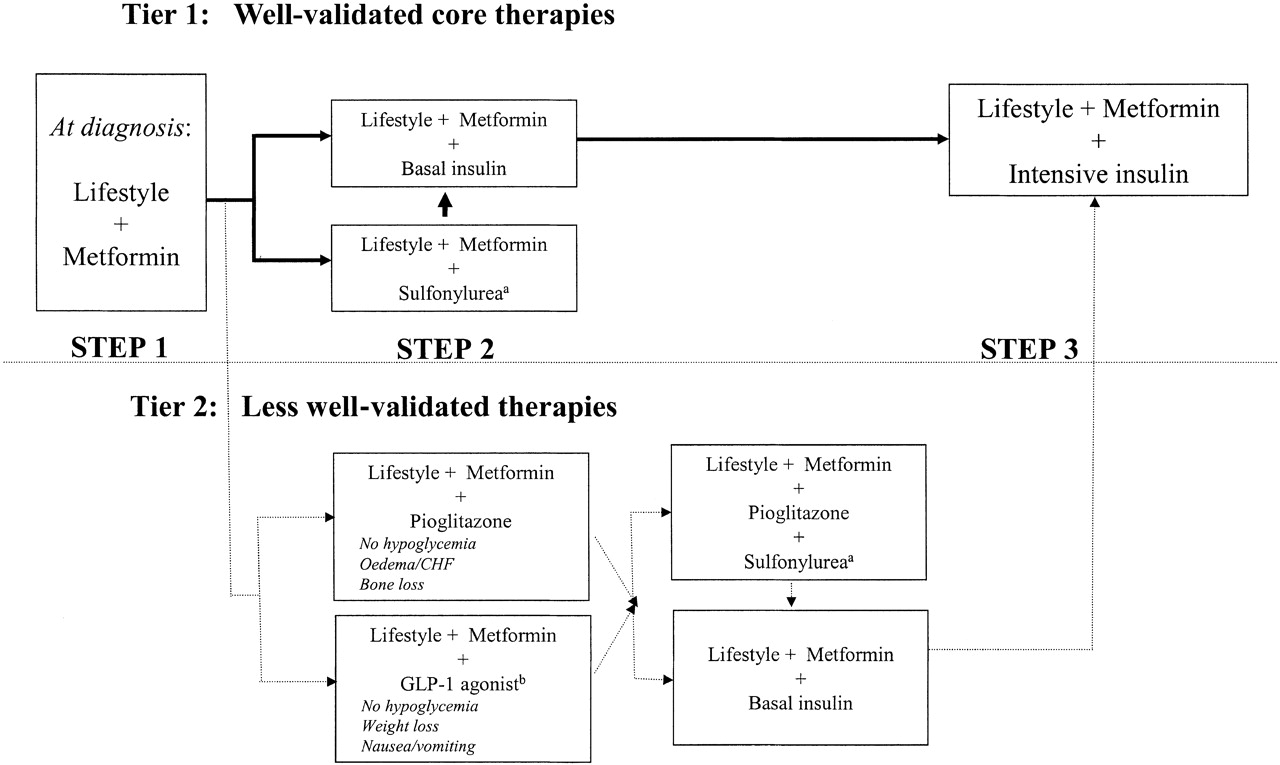 Tier 1: Well-validated core therapies
At diagnosis:
Lifestyle
+
Metformin
Lifestyle + Metformin
+
Basal insulin
Lifestyle + Metformin
+
Sulfonylureaᵃ
Lifestyle + Metformin
+
Intensive insulin
STEP 1
STEP 2
STEP 3
Tier 2: Less well-validated therapies
Lifestyle + Metformin
+
Pioglitazone
No hypoglycemia
Oedema/CHF
Bone loss
Lifestyle + Metformin
+
GLP-1 agonistᵇ
No hypoglycemia
Weight loss
Nausea/vomiting
Lifestyle + Metformin
+
Pioglitazone
+
Sulfonylureaᵃ
Lifestyle + Metformin
+
Basal insulin